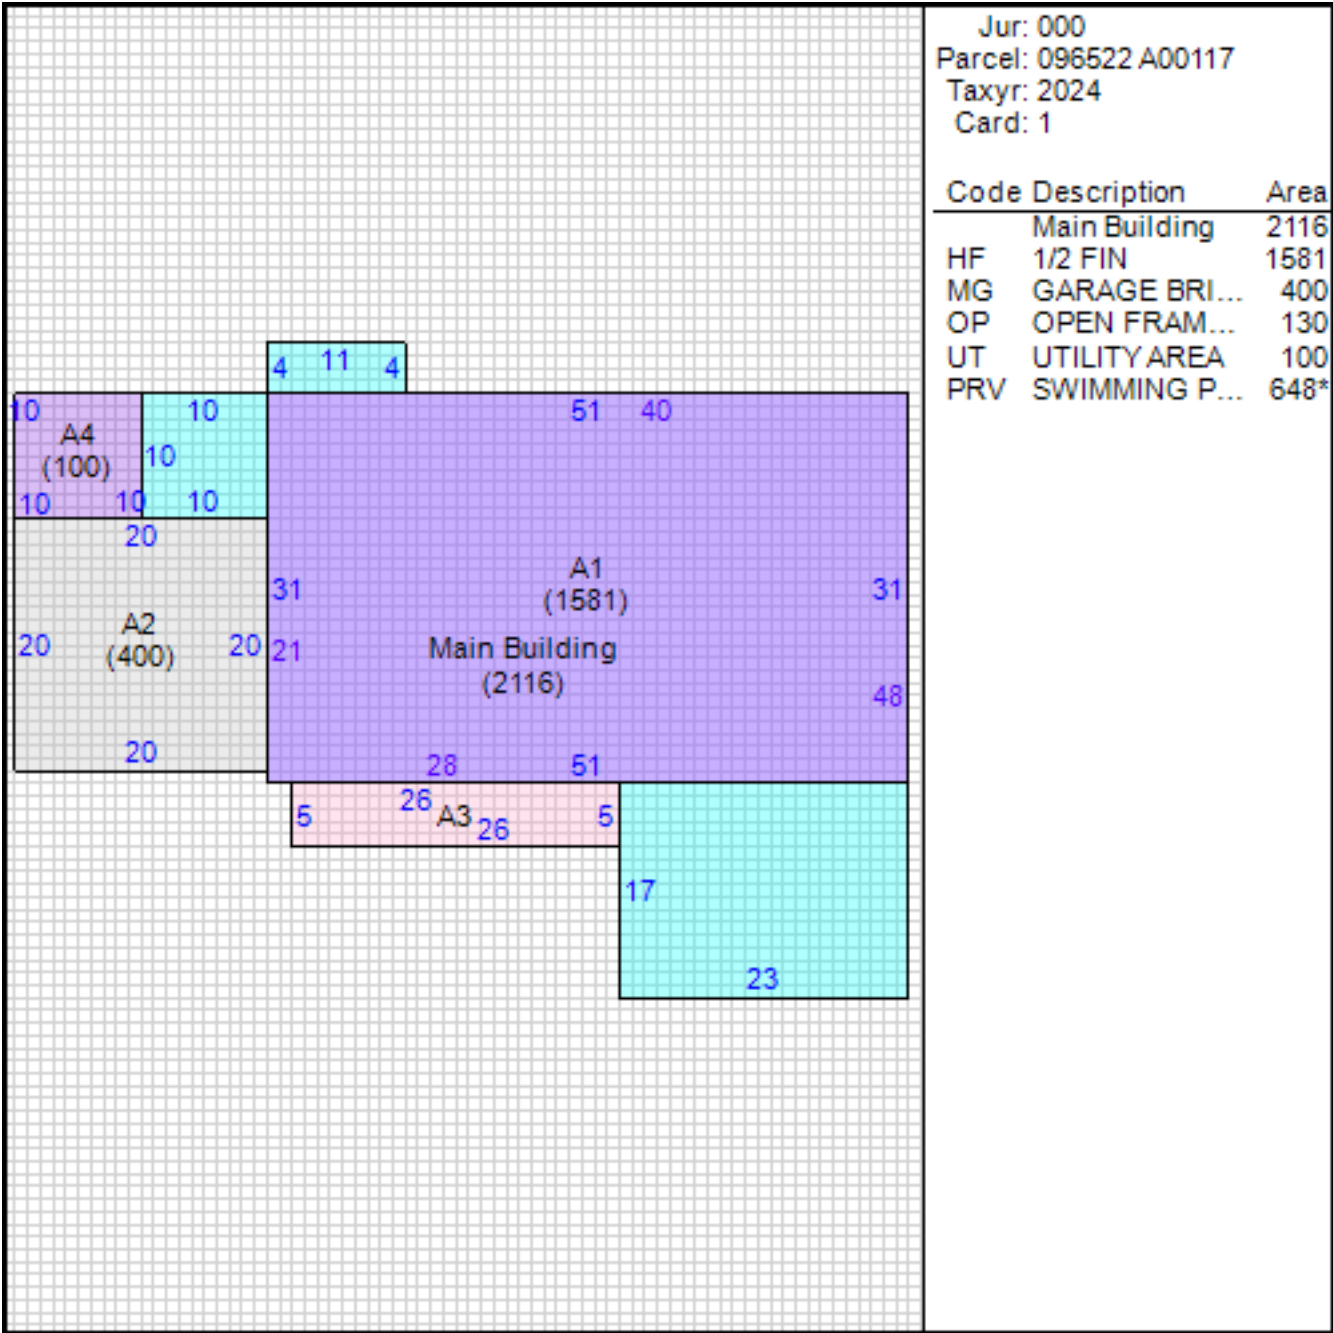 Jur: 000
Parcel: 096522 A00117
Taxyr: 2024
Card: 1
Code Description Area
Main Building 2116
HF 1/2 FIN 1581
MG GARAGE BRI... 400
OP OPEN FRAM... 130
UT UTILITY AREA 100
PRV SWIMMING P... 648*
4 11 4
10 10 51 40
A4
(100) 10
10 10 10
20
A1
(1581)
31 31
A2
(400)
20 20 21
Main Building
(2116)
48
20
28 51
5 26 A3 26 5
17
23